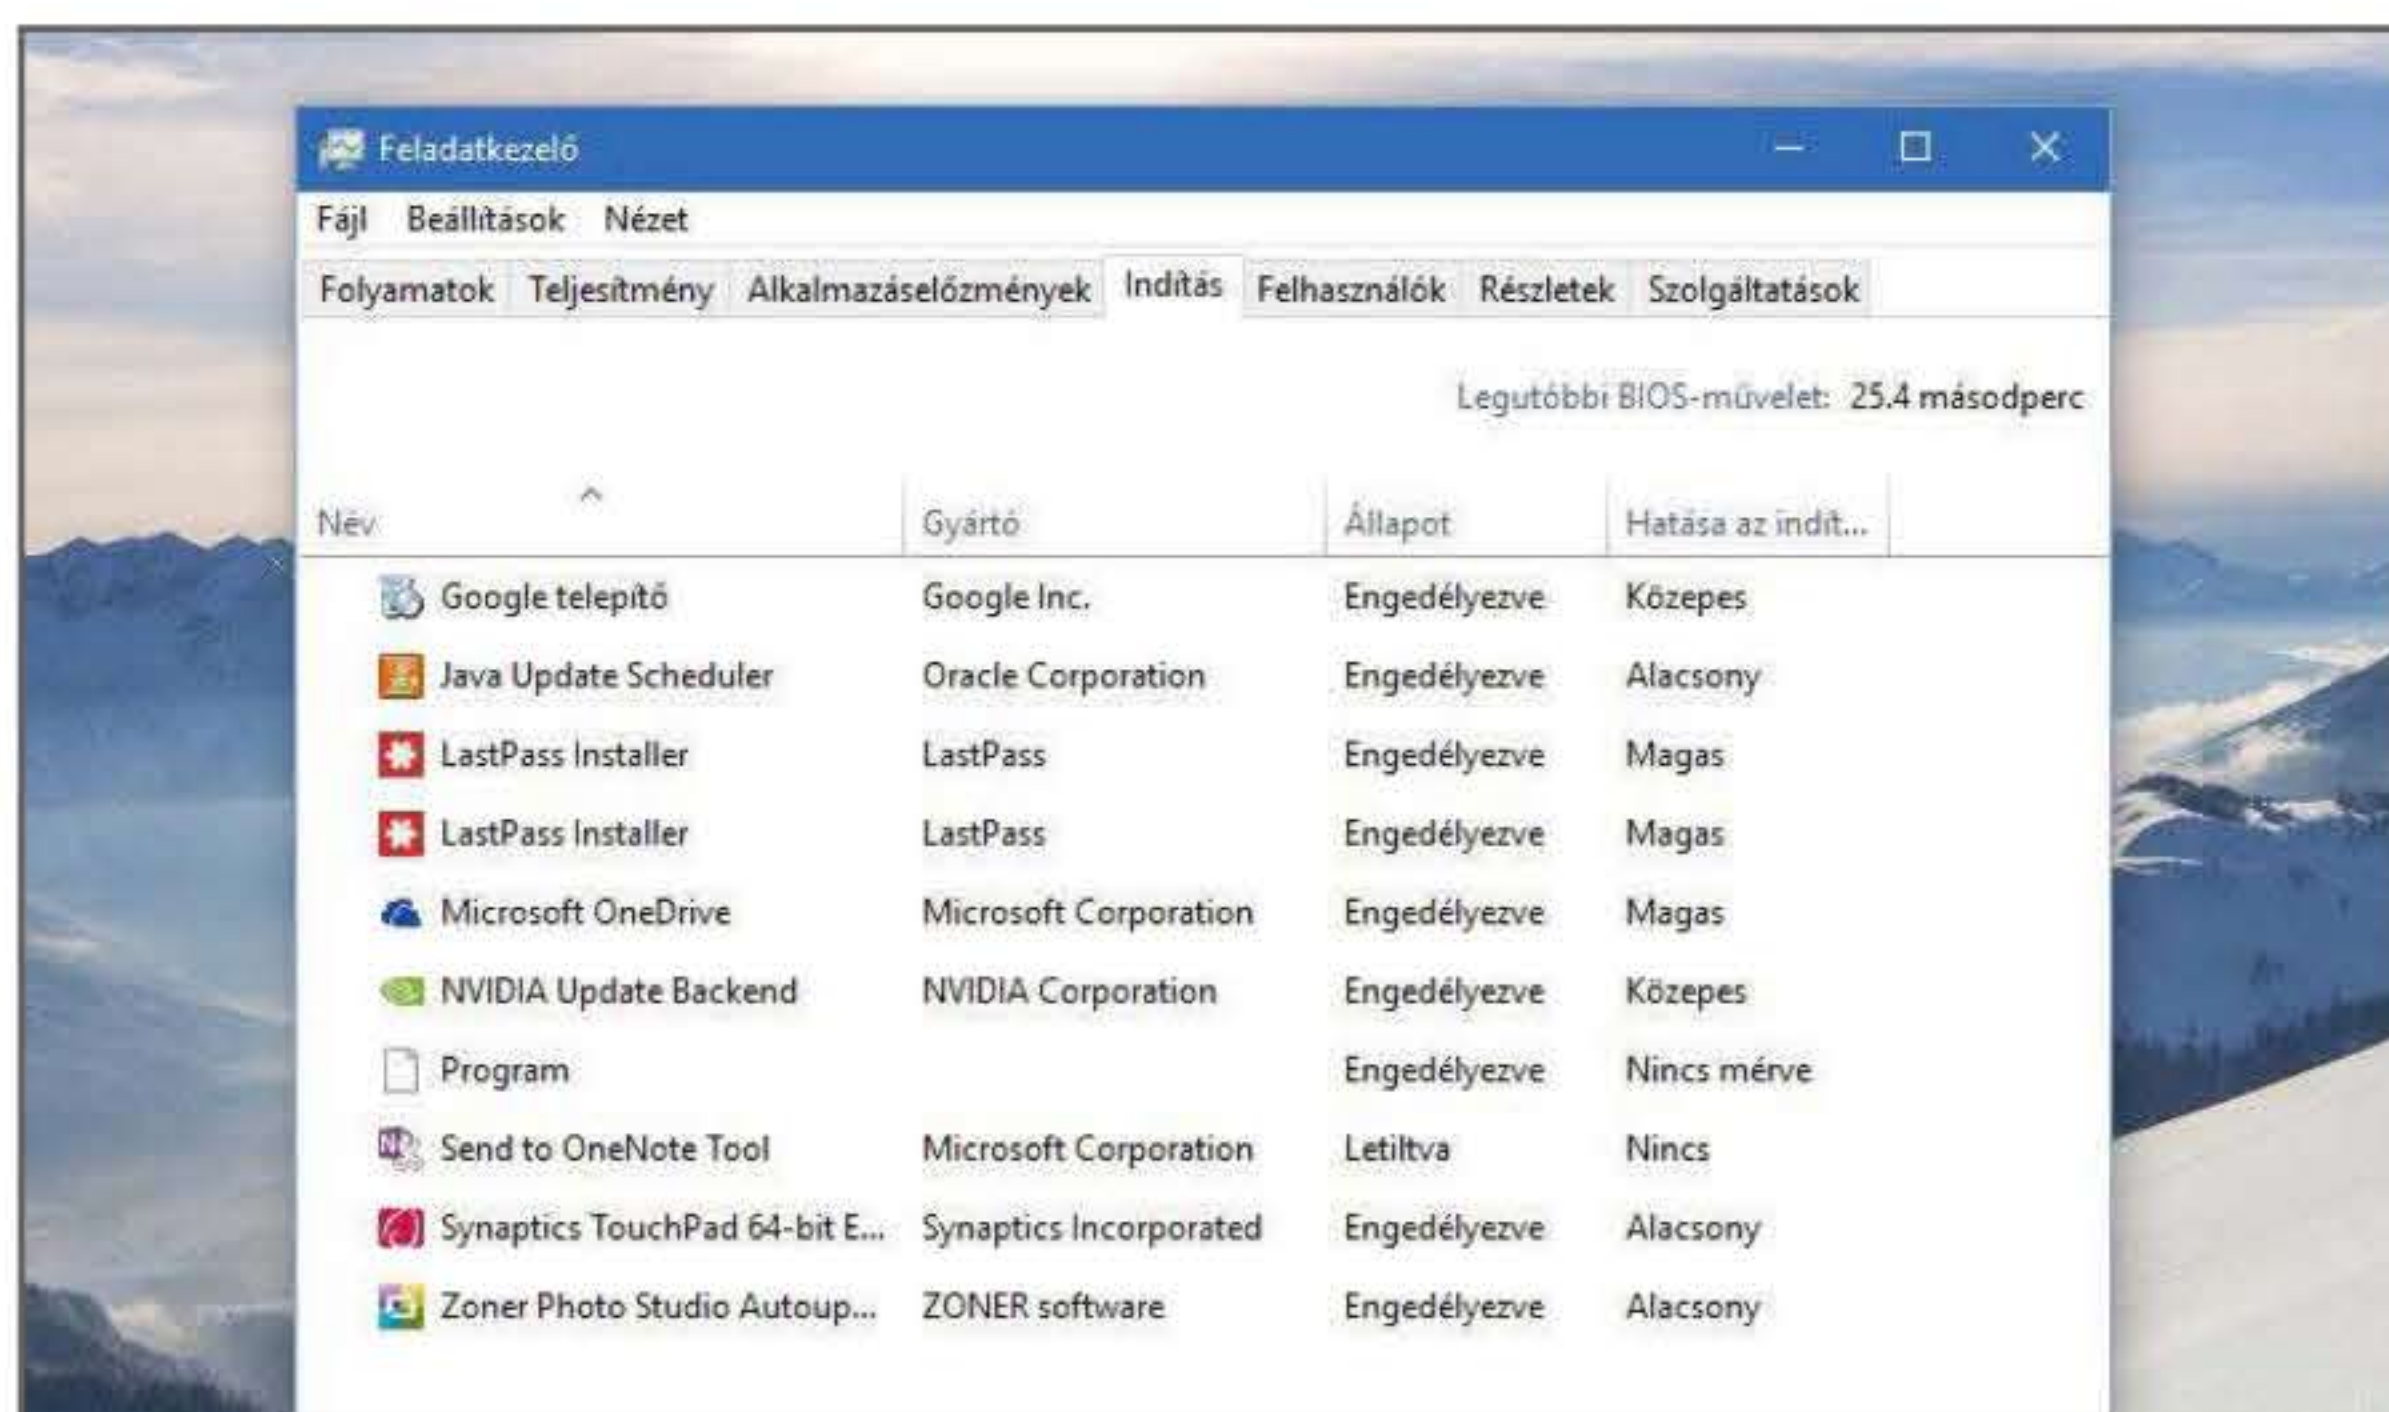 Feladatkezelő
Fájl Beállítások Nézet
Folyamatok Teljesítmény Alkalmazáselőzmények Indítás Felhasználók Részletek Szolgáltatások
Legutóbbi BIOS-művelet: 25.4 másodperc
Név Gyártó Állapot Hatása az indít...
Google telepítő Google Inc. Engedélyezve Közepes
Java Update Scheduler Oracle Corporation Engedélyezve Alacsony
LastPass Installer LastPass Engedélyezve Magas
LastPass Installer LastPass Engedélyezve Magas
Microsoft OneDrive Microsoft Corporation Engedélyezve Magas
NVIDIA Update Backend NVIDIA Corporation Engedélyezve Közepes
Program Engedélyezve Nincs mérve
Send to OneNote Tool Microsoft Corporation Letiltva Nincs
Synaptics TouchPad 64-bit E... Synaptics Incorporated Engedélyezve Alacsony
Zoner Photo Studio Autoup... ZONER software Engedélyezve Alacsony